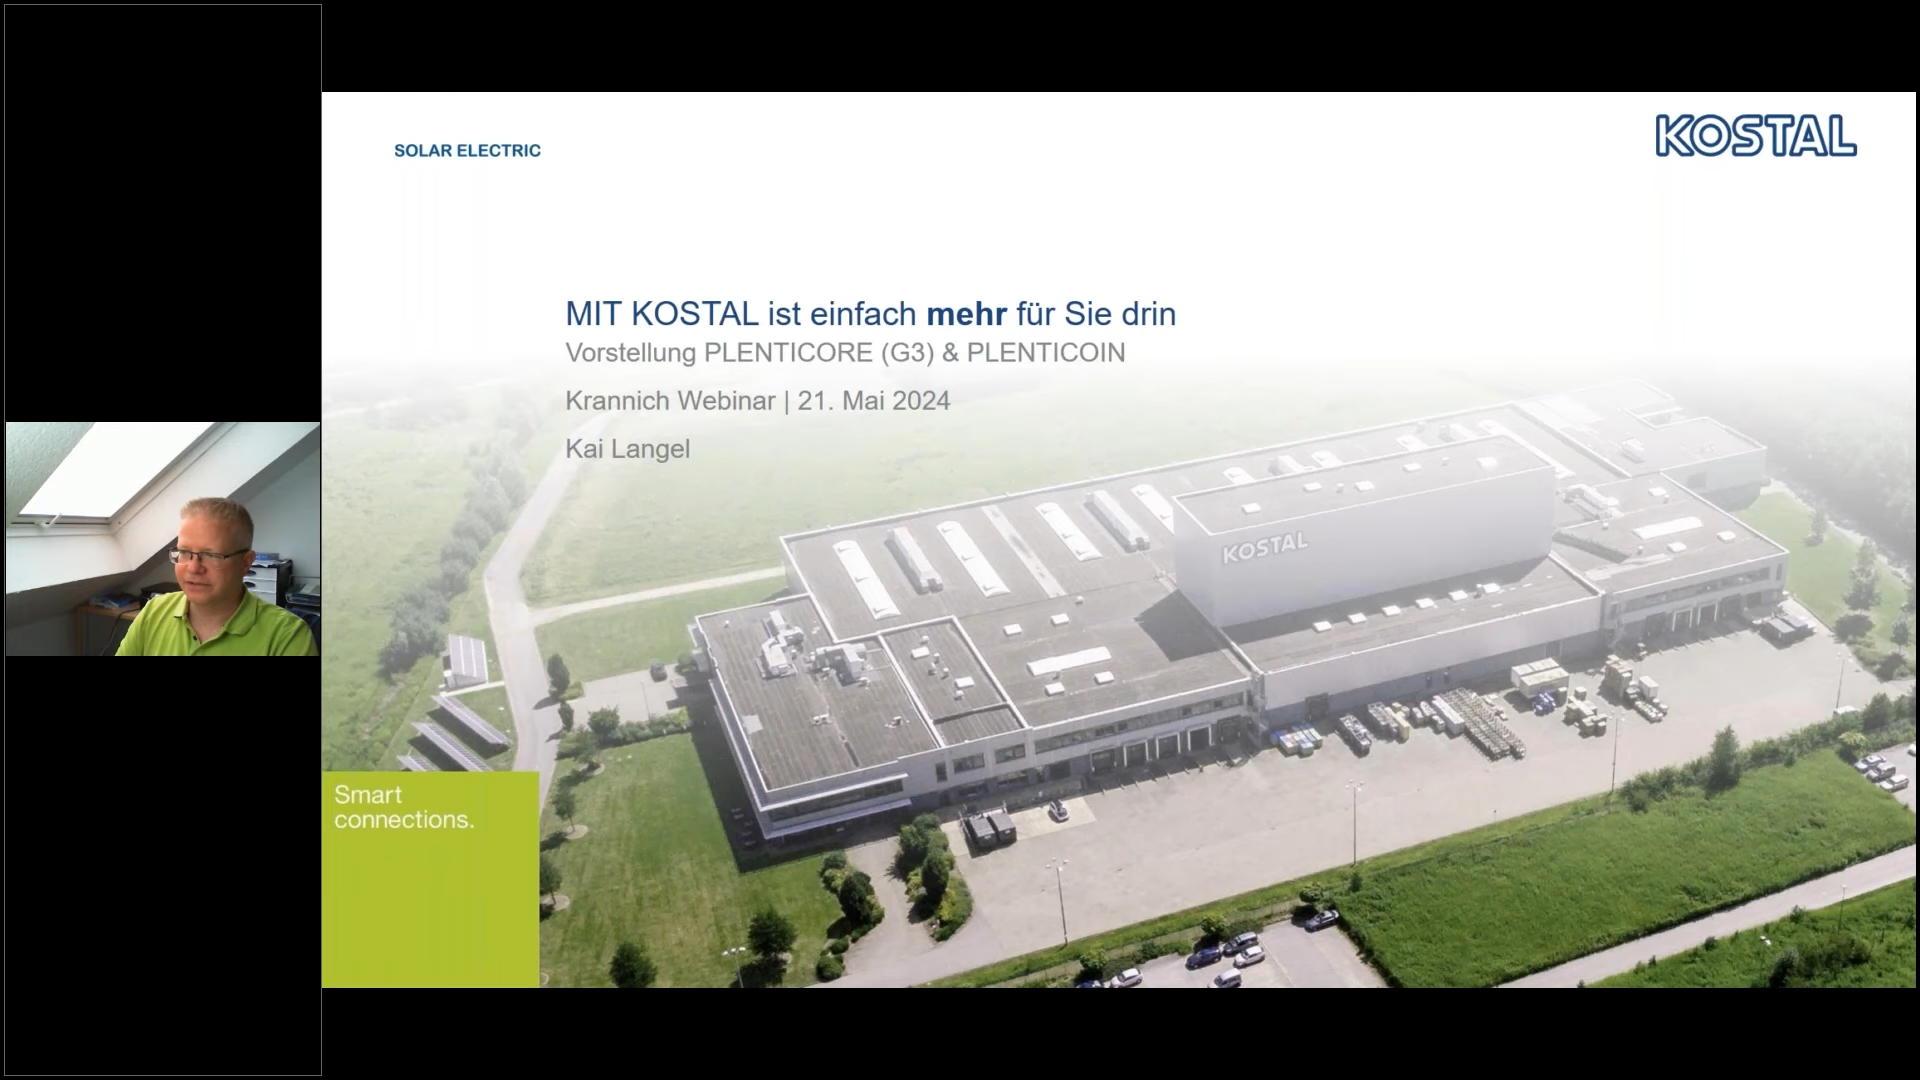 SOLAR ELECTRIC
KOSTAL
MIT KOSTAL ist einfach mehr für Sie drin
Vorstellung PLENTICORE (G3) & PLENTICOIN
Krannich Webinar | 21. Mai 2024
Kai Langel
KOSTAL
Smart
connections.